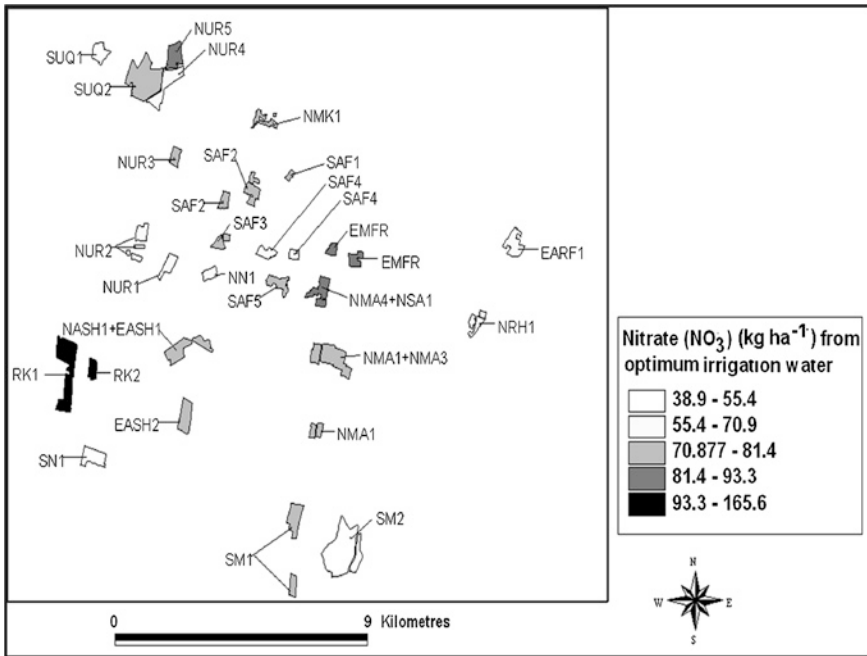 NUR5
SUQ1
NUR4
SUQ2
NMK1
NUR3
SAF2
SAF1
SAF4
SAF2
SAF4
SAF3
EMFR
NUR2
EARF1
EMFR
NN1
NUR1
SAF5
NMA4+NSA1
NASH1+EASH1
NRH1
NMA1+NMA3
RK1
RK2
EASH2
NMA1
SN1
SM2
SM1
0 9 Kilometres
Nitrate (NO3-) (kg ha-1) from
optimum irrigation water
38.9 - 55.4
55.4 - 70.9
70.877 - 81.4
81.4 - 93.3
93.3 - 165.6
N
W E
S